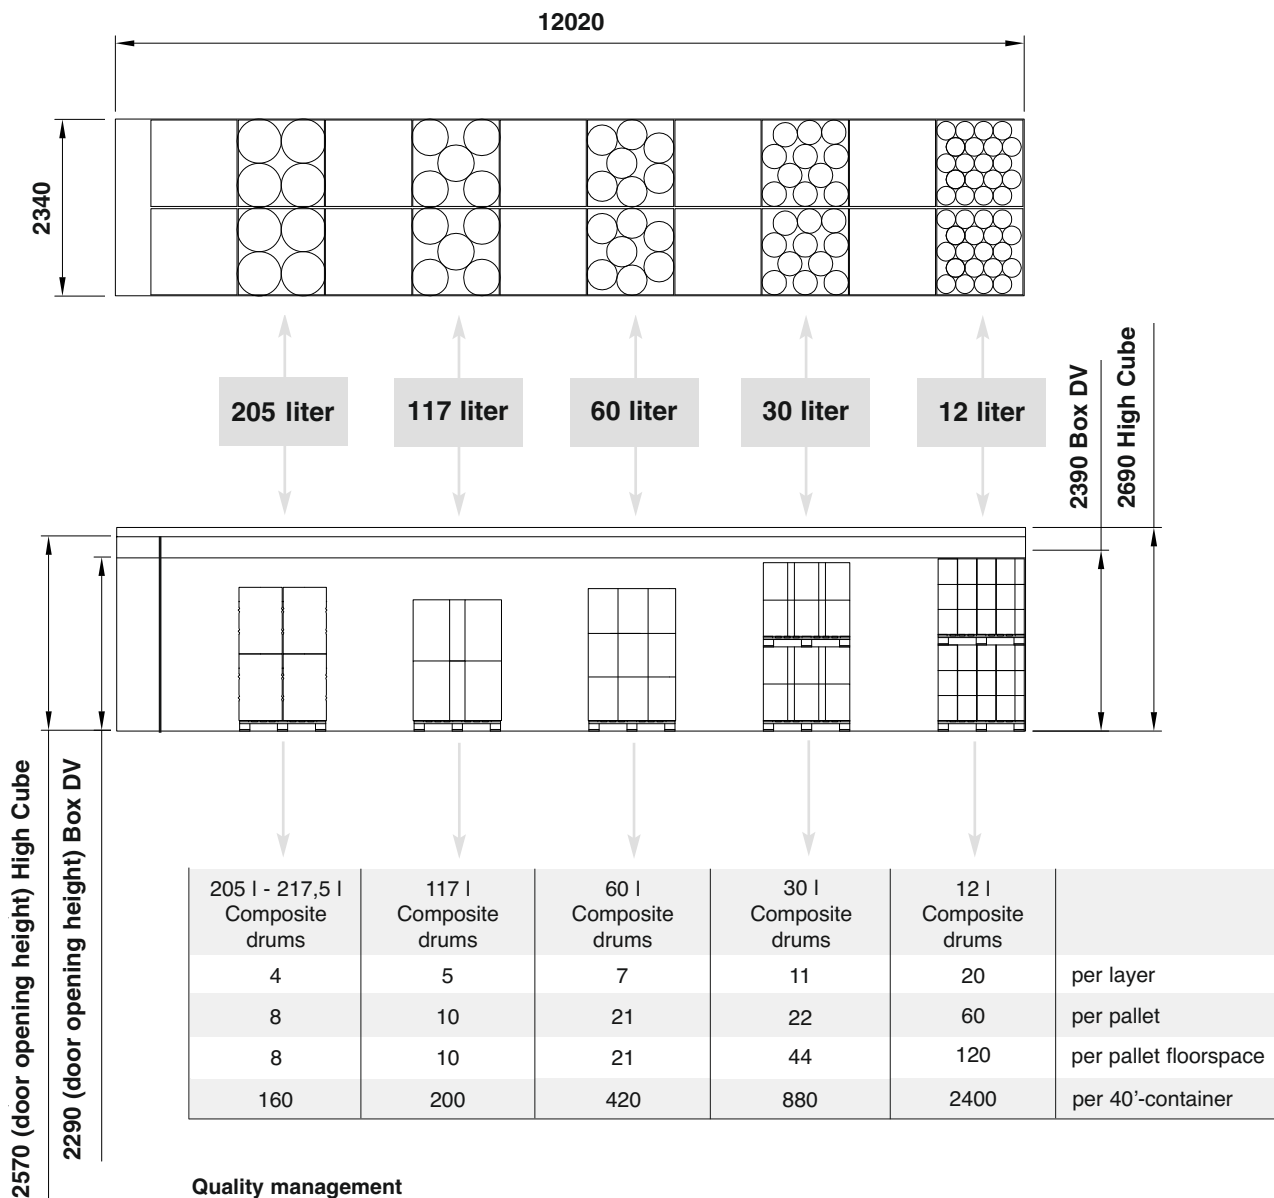 12020
2340
205 liter
117 liter
60 liter
30 liter
12 liter
2390 Box DV
2690 High Cube
2570 (door opening height) High Cube
2290 (door opening height) Box DV
205 l - 217,5 l Composite drums
117 l Composite drums
60 l Composite drums
30 l Composite drums
12 l Composite drums
4 5 7 11 20 per layer
8 10 21 22 60 per pallet
8 10 21 44 120 per pallet floorspace
160 200 420 880 2400 per 40’-container
Quality management